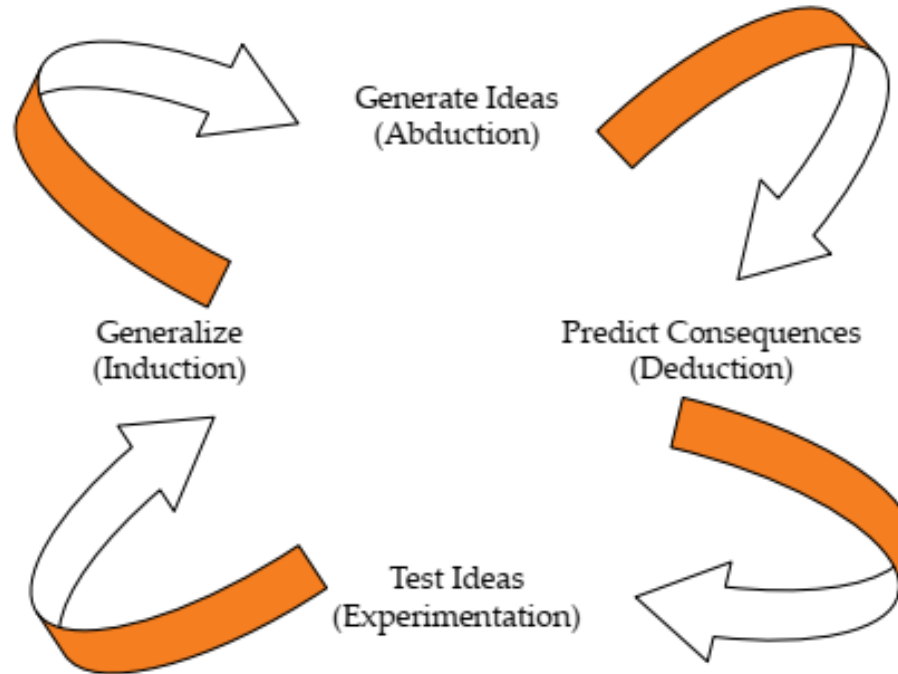 Generate Ideas
(Abduction)
Generalize
(Induction)
Predict Consequences
(Deduction)
Test Ideas
(Experimentation)